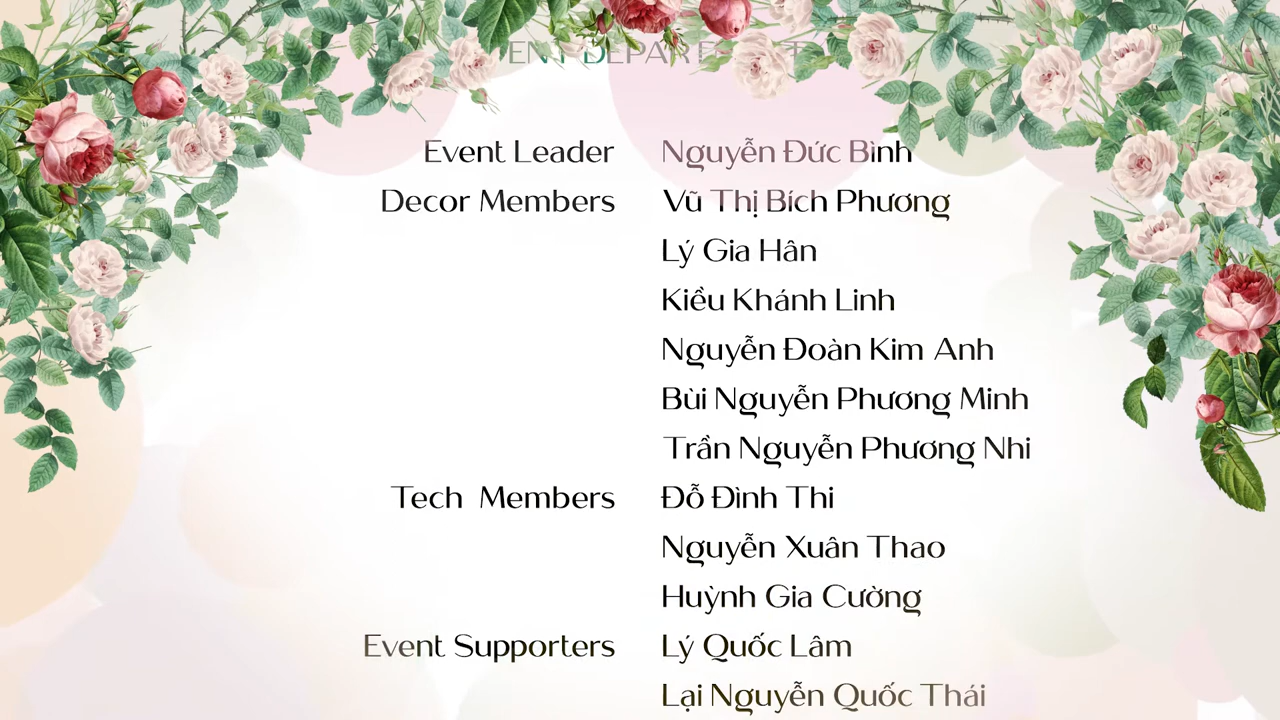 Event Leader Nguyễn Đức Bình
Decor Members Vũ Thị Bích Phương
Lý Gia Hân
Kiều Khánh Linh
Nguyễn Đoàn Kim Anh
Bùi Nguyễn Phương Minh
Trần Nguyễn Phương Nhi
Tech Members Đỗ Đình Thi
Nguyễn Xuân Thao
Huỳnh Gia Cường
Event Supporters Lý Quốc Lâm
Lại Nguyễn Quốc Thái